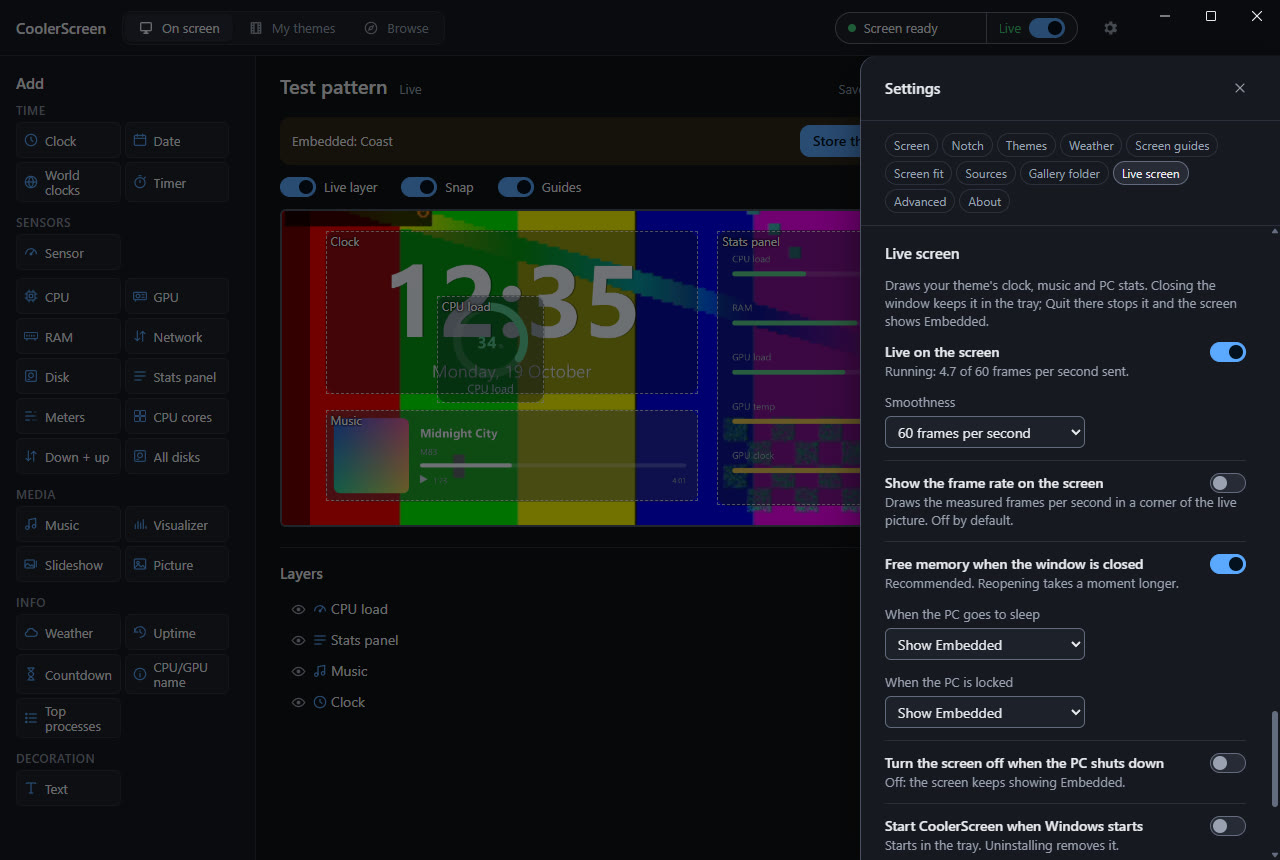 CoolerScreen
On screen
My themes
Browse
Screen ready
Live
Add
TIME
Clock
Date
World clocks
Timer
SENSORS
Sensor
CPU
GPU
RAM
Network
Disk
Stats panel
Meters
CPU cores
Down + up
All disks
MEDIA
Music
Visualizer
Slideshow
Picture
INFO
Weather
Uptime
Countdown
CPU/GPU name
Top processes
DECORATION
Text
Test pattern
Live
Embedded: Coast
Live layer
Snap
Guides
Clock
12:35
Monday, 19 October
CPU load
34
CPU load
Music
Midnight City
M83
4:01
Stats panel
CPU load
RAM
GPU load
GPU temp
GPU clock
Layers
CPU load
Stats panel
Music
Clock
Settings
Screen
Notch
Themes
Weather
Screen guides
Screen fit
Sources
Gallery folder
Live screen
Advanced
About
Live screen
Draws your theme's clock, music and PC stats. Closing the
window keeps it in the tray; Quit there stops it and the screen
shows Embedded.
Live on the screen
Running: 4.7 of 60 frames per second sent.
Smoothness
60 frames per second
Show the frame rate on the screen
Draws the measured frames per second in a corner of the live
picture. Off by default.
Free memory when the window is closed
Recommended. Reopening takes a moment longer.
When the PC goes to sleep
Show Embedded
When the PC is locked
Show Embedded
Turn the screen off when the PC shuts down
Off: the screen keeps showing Embedded.
Start CoolerScreen when Windows starts
Starts in the tray. Uninstalling removes it.